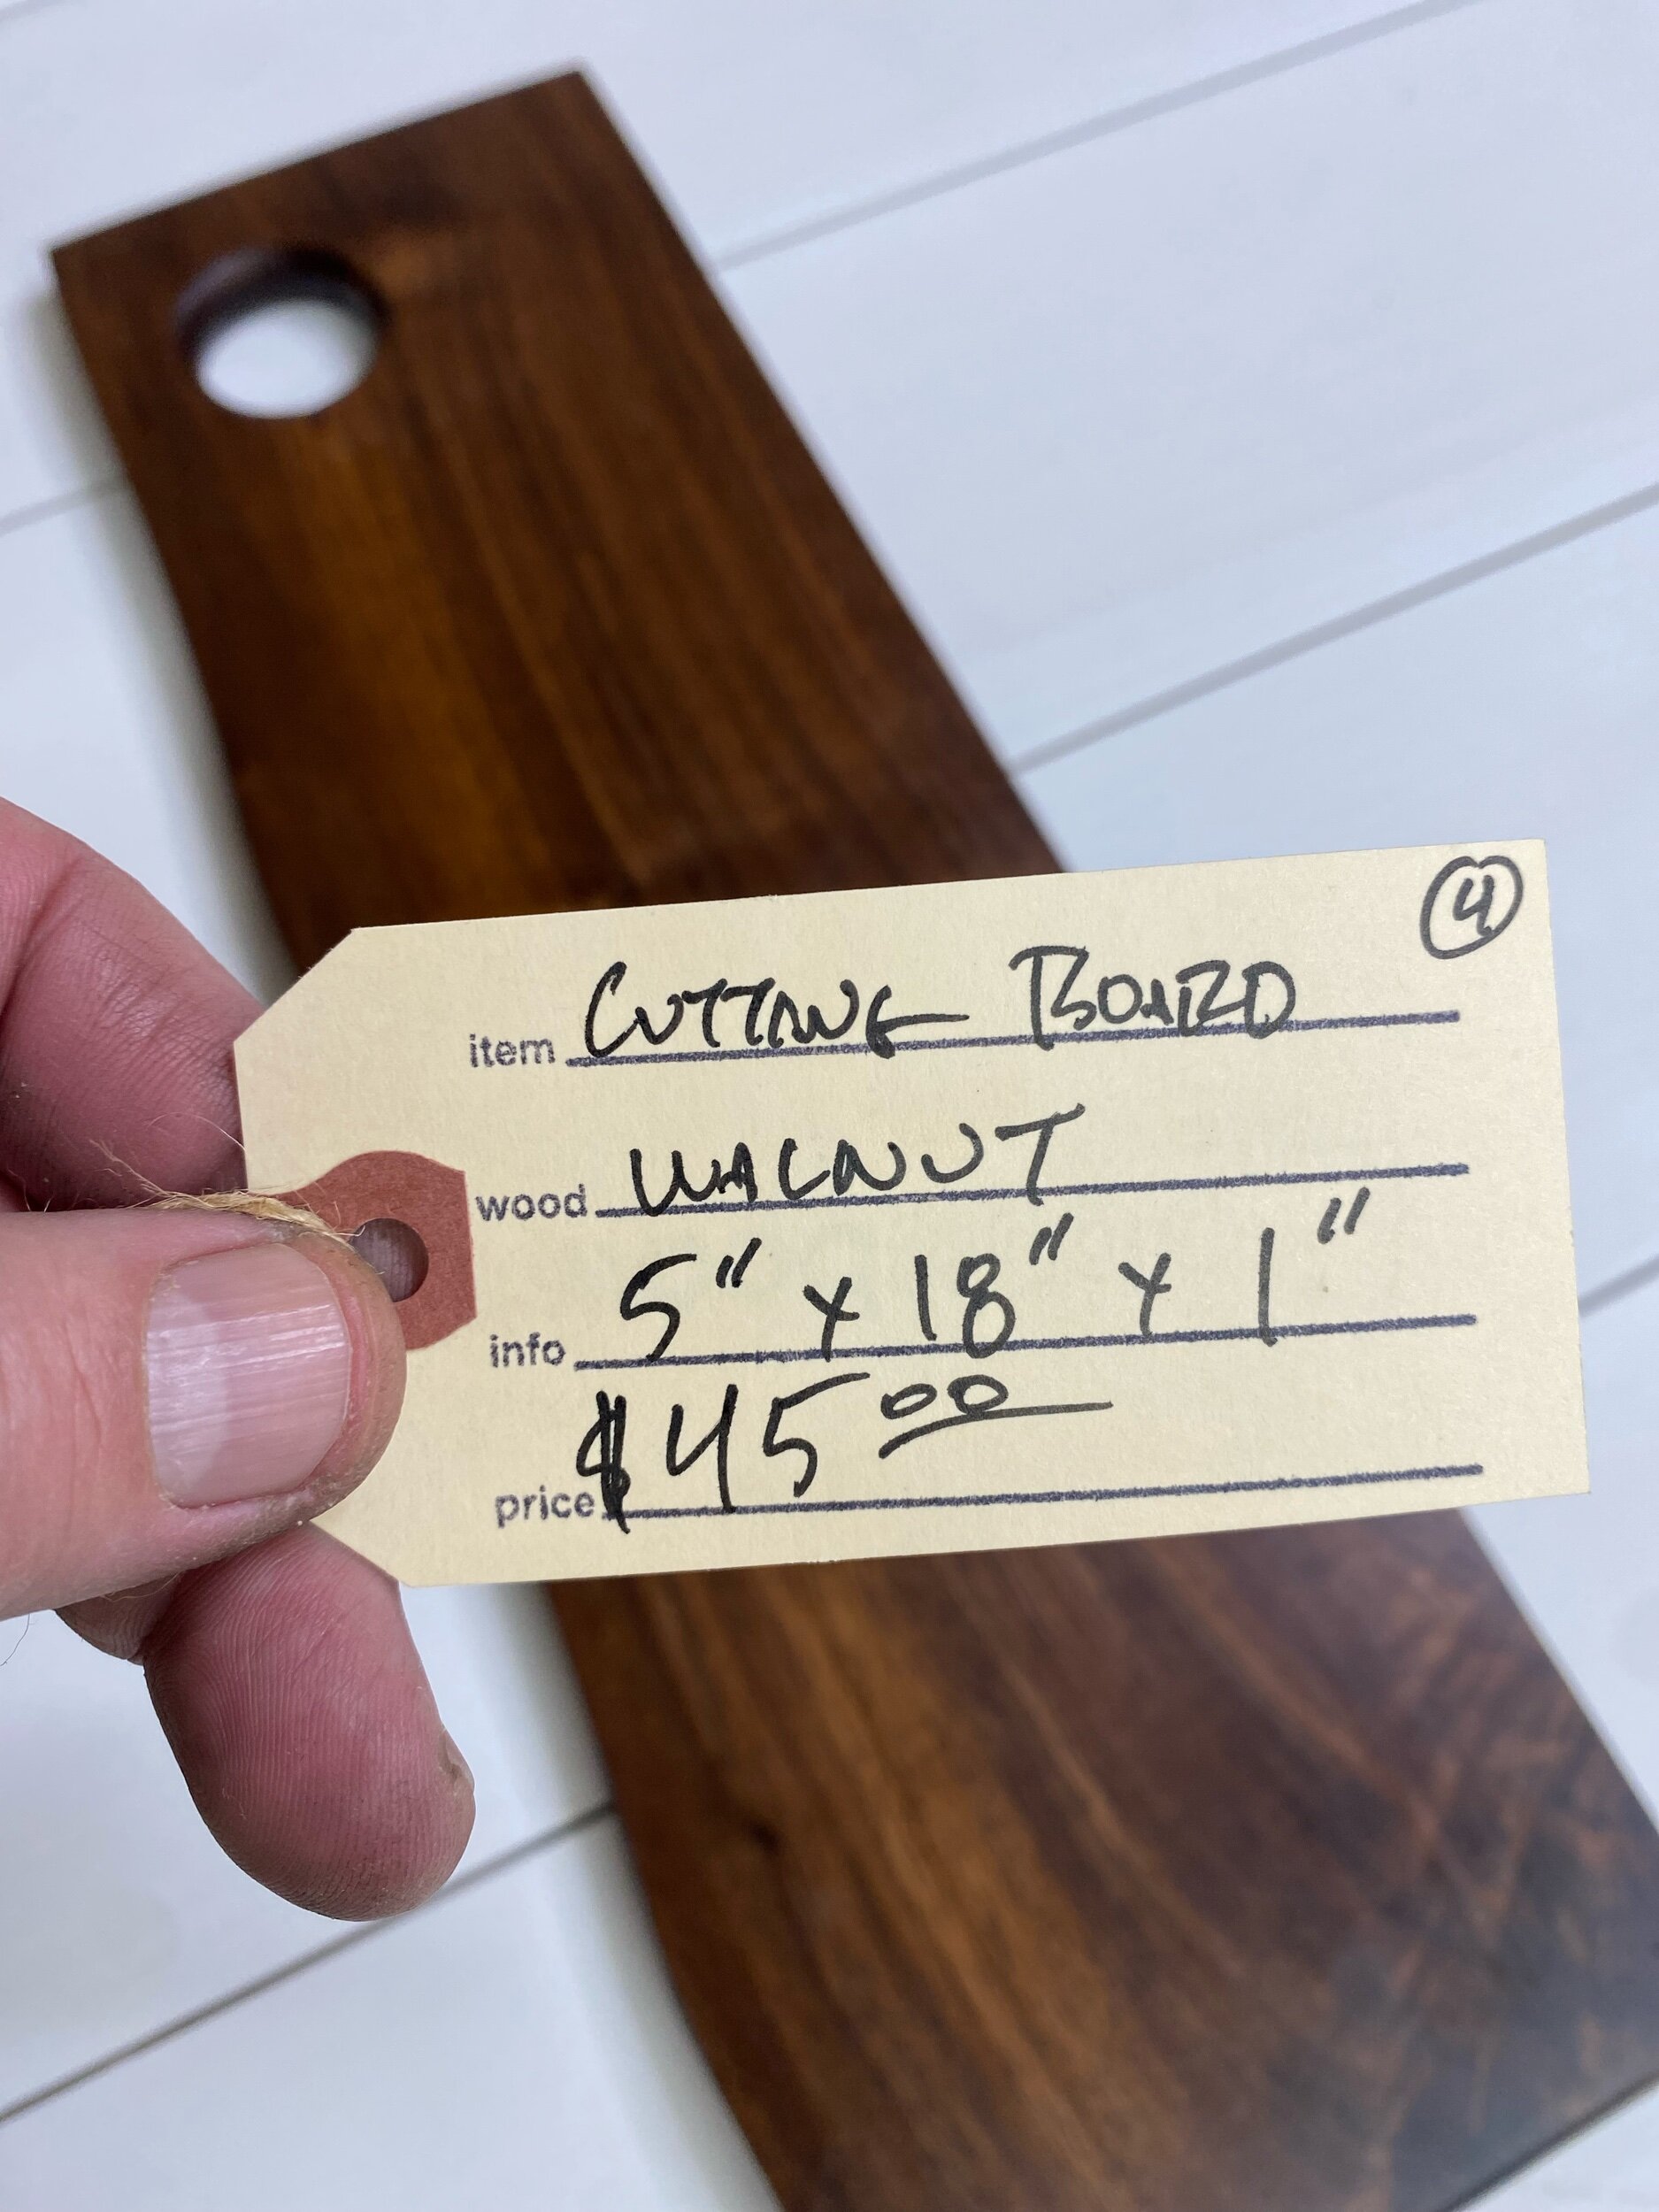 4
item CUTTING BOARD
wood WALNUT
info 5" x 18" x 1"
price $45.00